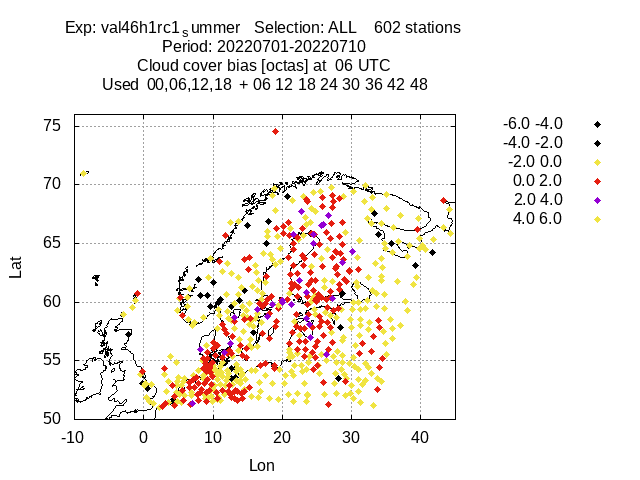 Exp: val46h1rc1summer Selection: ALL 602 stations
Period: 20220701-20220710
Cloud cover bias [octas] at 06 UTC
Used 00,06,12,18 + 06 12 18 24 30 36 42 48
-6.0 -4.0
-4.0 -2.0
-2.0 0.0
0.0 2.0
2.0 4.0
4.0 6.0
75
70
65
60
55
50
Lat
-10 0 10 20 30 40
Lon